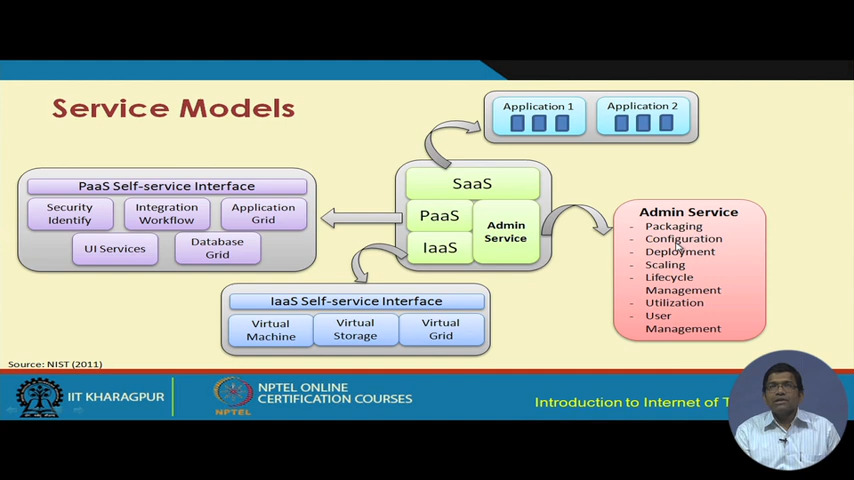 Service Models
Application 1
Application 2
SaaS
PaaS
IaaS
Admin
Service
PaaS Self-service Interface
Security
Identify
Integration
Workflow
Application
Grid
UI Services
Database
Grid
IaaS Self-service Interface
Virtual
Machine
Virtual
Storage
Virtual
Grid
Admin Service
- Packaging
- Configuration
- Deployment
- Scaling
- Lifecycle
Management
- Utilization
- User
Management
Source: NIST (2011)
IIT KHARAGPUR
NPTEL
NPTEL ONLINE
CERTIFICATION COURSES
Introduction to Internet of T